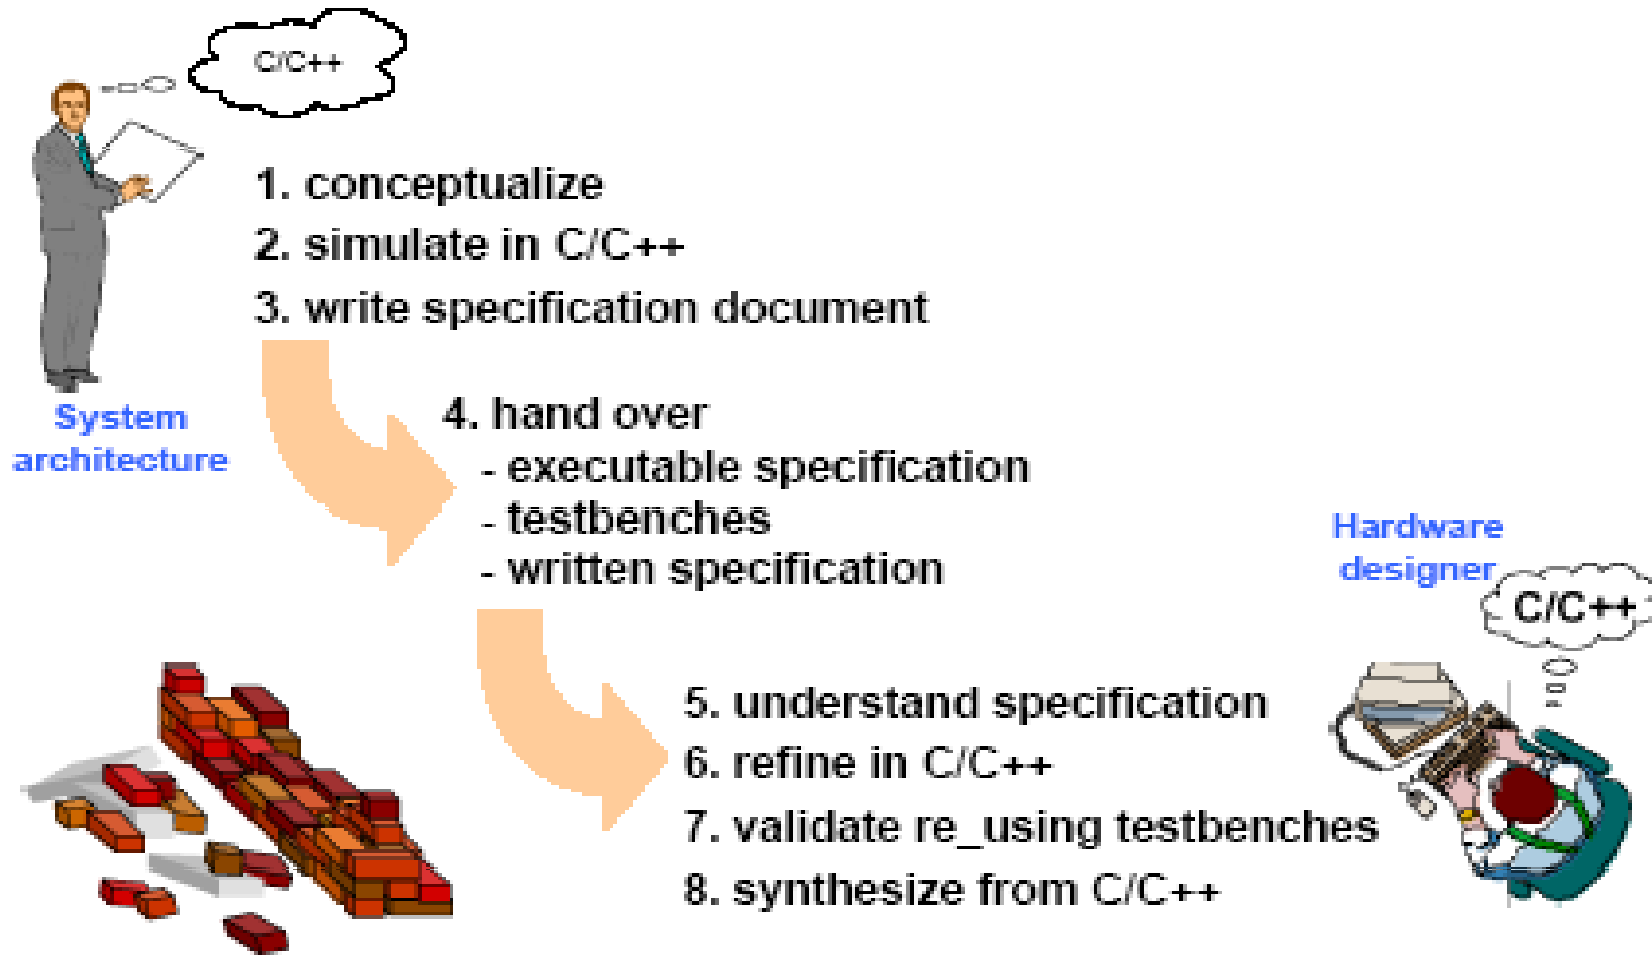 C/C++
1. conceptualize
2. simulate in C/C++
3. write specification document
System
architecture
4. hand over
- executable specification
- testbenches
- written specification
Hardware
designer
C/C++
5. understand specification
6. refine in C/C++
7. validate re_using testbenches
8. synthesize from C/C++